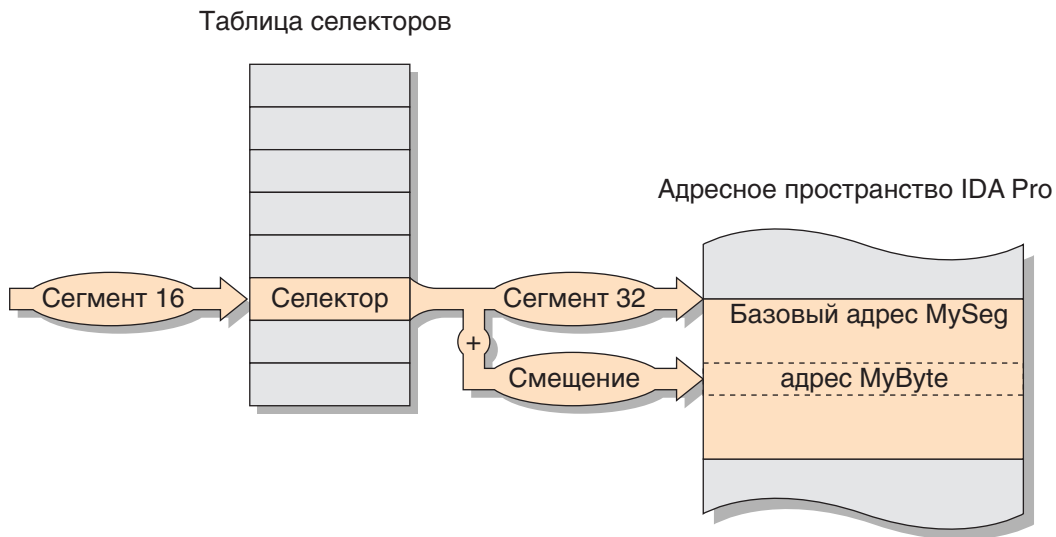 Таблица селекторов
Адресное пространство IDA Pro
Сегмент 16
Селектор
Сегмент 32
Базовый адрес MySeg
+
Смещение
адрес MyByte